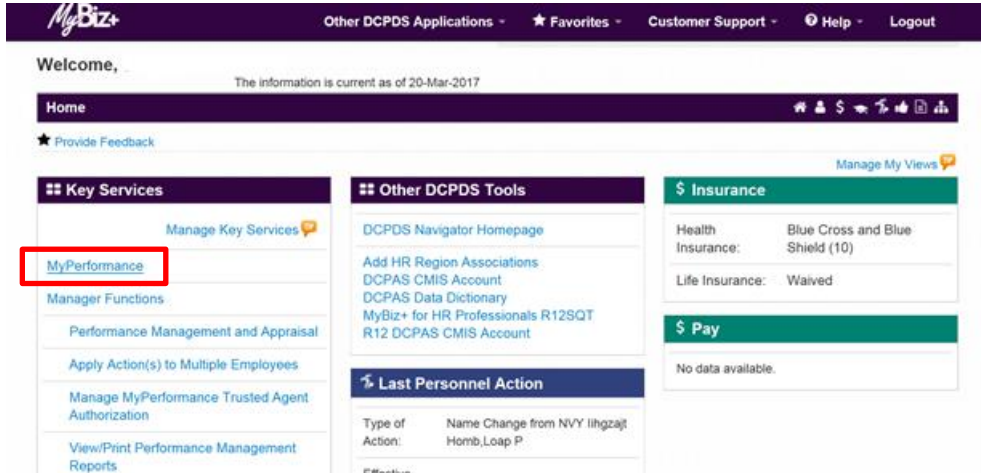 MyBiz+
Other DCPDS Applications
Favorites
Customer Support
Help
Logout
Welcome,
The information is current as of 20-Mar-2017
Home
Provide Feedback
Manage My Views
Key Services
Manage Key Services
MyPerformance
Manager Functions
Performance Management and Appraisal
Apply Action(s) to Multiple Employees
Manage MyPerformance Trusted Agent
Authorization
View/Print Performance Management
Reports
Other DCPDS Tools
DCPDS Navigator Homepage
Add HR Region Associations
DCPAS CMIS Account
DCPAS Data Dictionary
MyBiz+ for HR Professionals R12SQT
R12 DCPAS CMIS Account
Last Personnel Action
Type of Name Change from NVY Iihgzajt
Action: Homb,Loap P
$ Insurance
Health Blue Cross and Blue
Insurance: Shield (10)
Life Insurance: Waived
$ Pay
No data available.